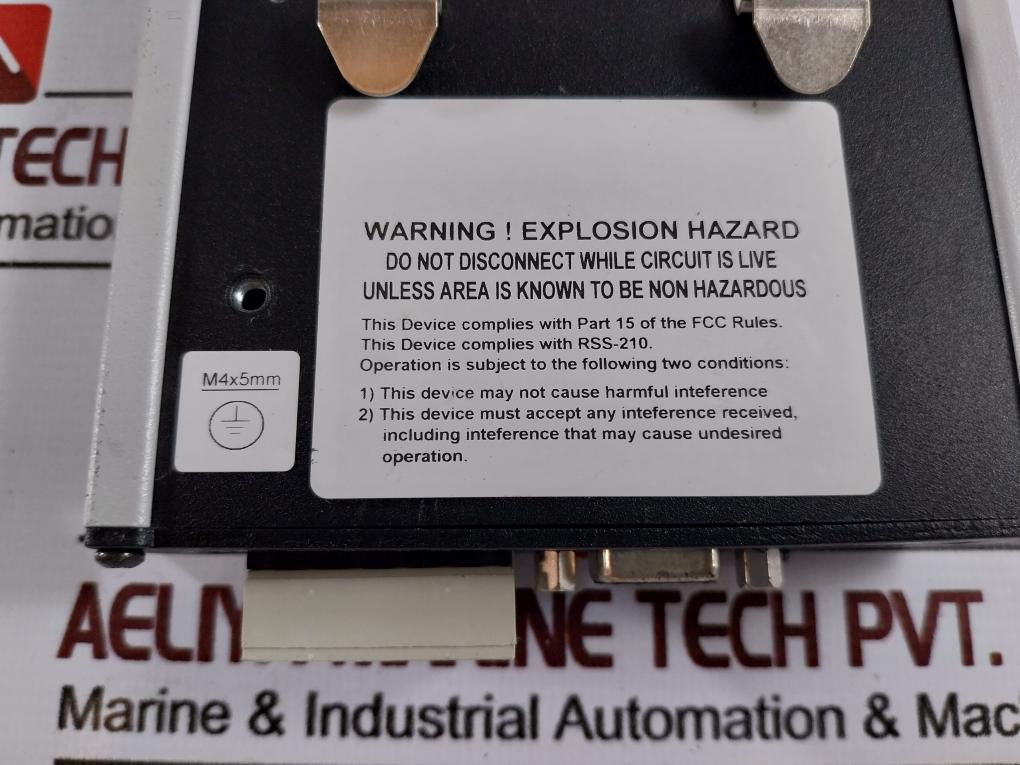 TECH
matio
WARNING ! EXPLOSION HAZARD
DO NOT DISCONNECT WHILE CIRCUIT IS LIVE
UNLESS AREA IS KNOWN TO BE NON HAZARDOUS
This Device complies with Part 15 of the FCC Rules.
This Device complies with RSS-210.
Operation is subject to the following two conditions:
1) This device may not cause harmful inteference
2) This device must accept any inteference received,
including inteference that may cause undesired
operation.
M4x5mm
TECH PVT.
Marine & Industrial Automation & Mac